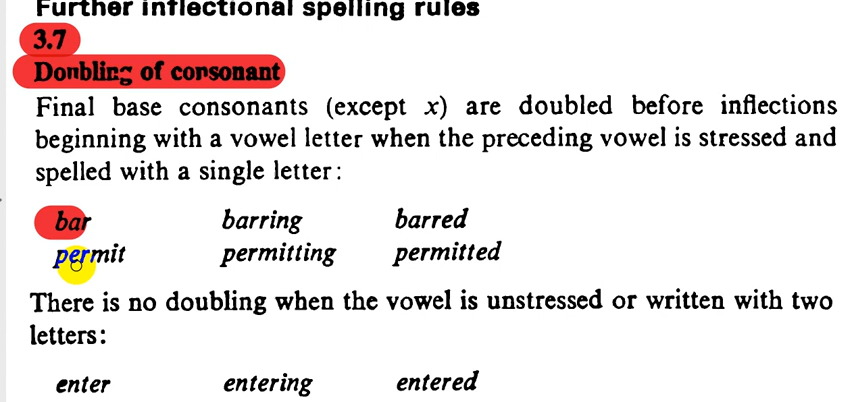 Further inflectional spelling rules
3.7
Doubling of consonant
Final base consonants (except x) are doubled before inflections
beginning with a vowel letter when the preceding vowel is stressed and
spelled with a single letter:
bar barring barred
permit permitting permitted
There is no doubling when the vowel is unstressed or written with two
letters:
enter entering entered